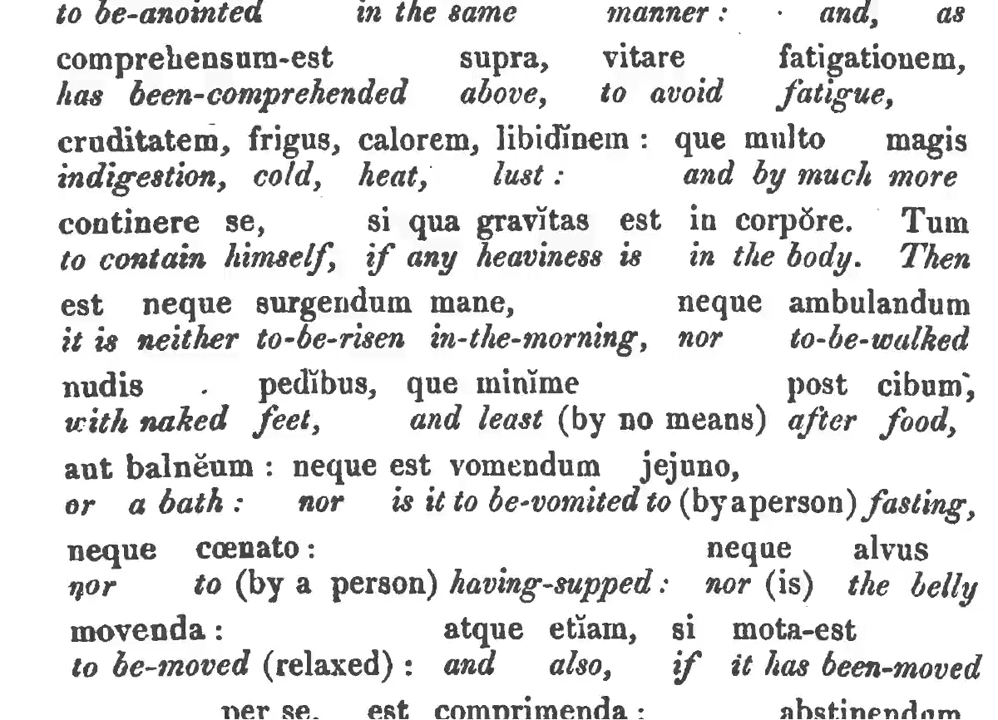 to be-anointed in the same manner : and, as
comprehensum-est supra, vitare fatigationem,
has been-comprehended above, to avoid fatigue,
cruditatem, frigus, calorem, libidĭnem : que multo magis
indigestion, cold, heat, lust : and by much more
continere se, si qua gravĭtas est in corpŏre. Tum
to contain himself, if any heaviness is in the body. Then
est neque surgendum mane, neque ambulandum
it is neither to-be-risen in-the-morning, nor to-be-walked
nudis pedĭbus, que minĭme post cibum,
with naked feet, and least (by no means) after food,
aut balnĕum : neque est vomendum jejuno,
or a bath : nor is it to be-vomited to (by a person) fasting,
neque cœnato : neque alvus
nor to (by a person) having-supped : nor (is) the belly
movenda : atque etĭam, si mota-est
to be-moved (relaxed) : and also, if it has been-moved
per se, est comprimenda : abstinendam